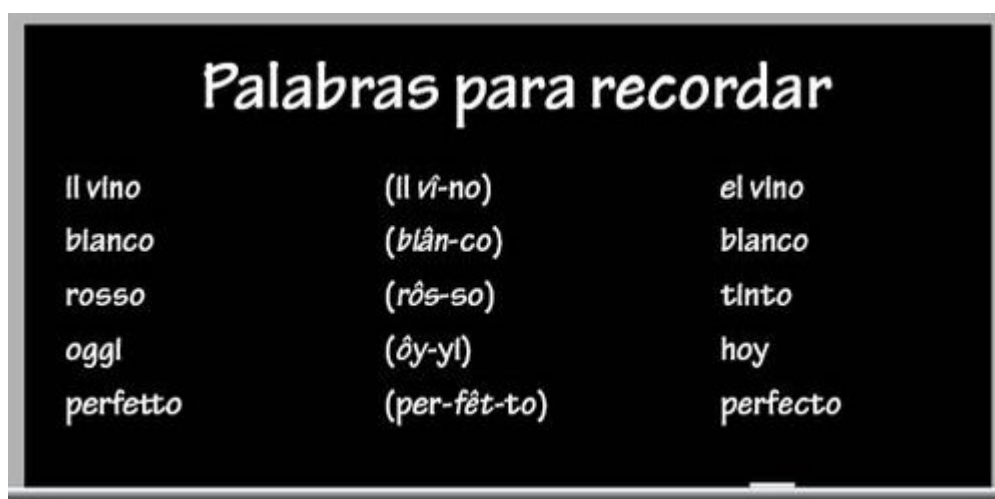 Palabras para recordar
il vino (il vî-no) el vino
bianco (biân-co) blanco
rosso (rôs-so) tinto
oggi (ôy-yi) hoy
perfetto (per-fêt-to) perfecto